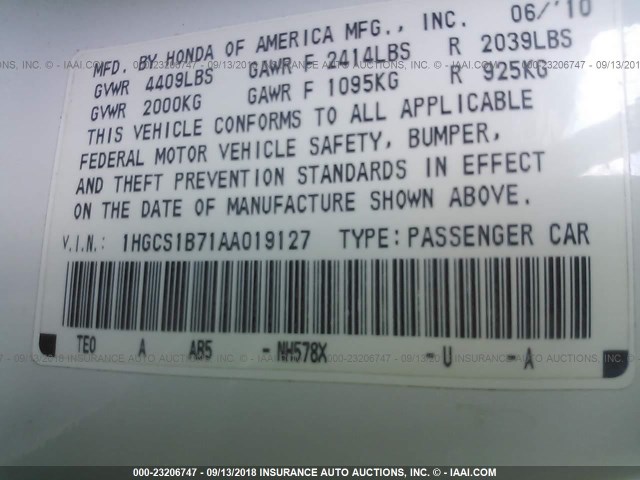 MFD. BY HONDA OF AMERICA MFG., INC. 06/'10
GVWR 4409LBS GAWR F 2414LBS R 2039LBS
GVWR 2000KG GAWR F 1095KG R 925KG
THIS VEHICLE CONFORMS TO ALL APPLICABLE
FEDERAL MOTOR VEHICLE SAFETY, BUMPER,
AND THEFT PREVENTION STANDARDS IN EFFECT
ON THE DATE OF MANUFACTURE SHOWN ABOVE.
V.I.N.: 1HGCS1B71AA019127 TYPE: PASSENGER CAR
TE0 A AB5 - NH578X - U - A
000-23206747 - 09/13/2018 INSURANCE AUTO AUCTIONS INC. - © IAAI.COM